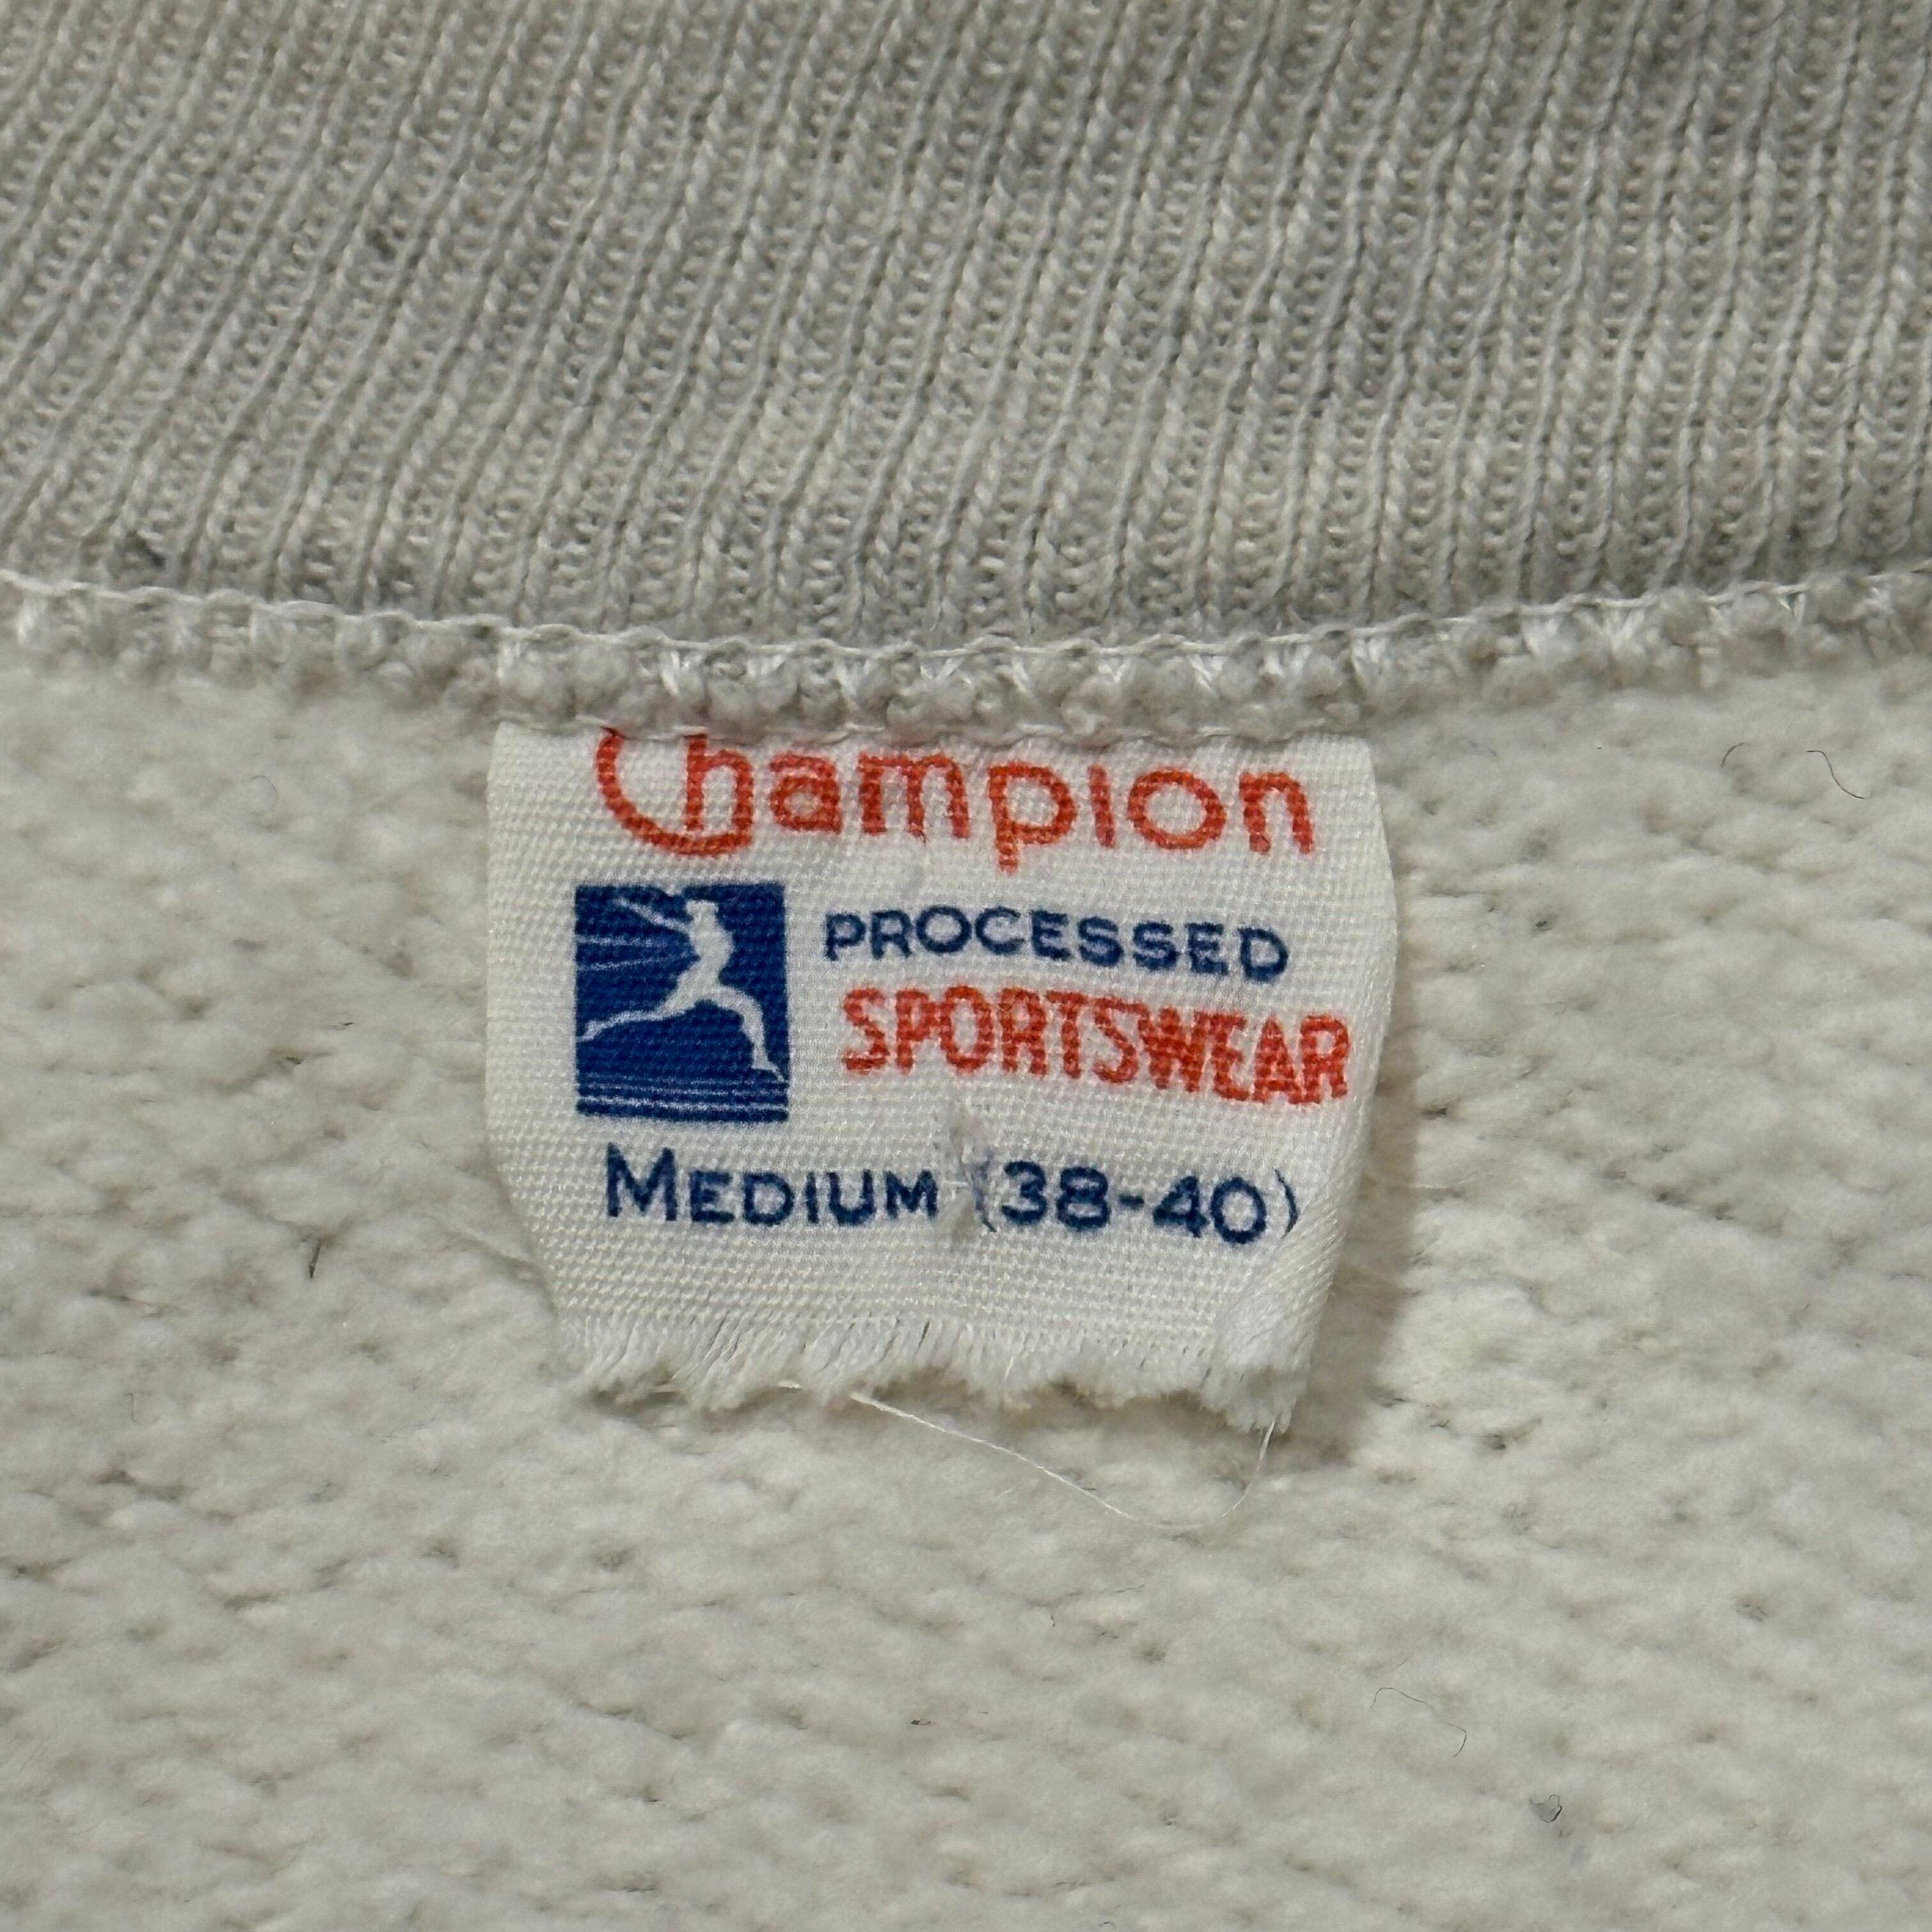 Champion
PROCESSED
SPORTSWEAR
MEDIUM (38-40)